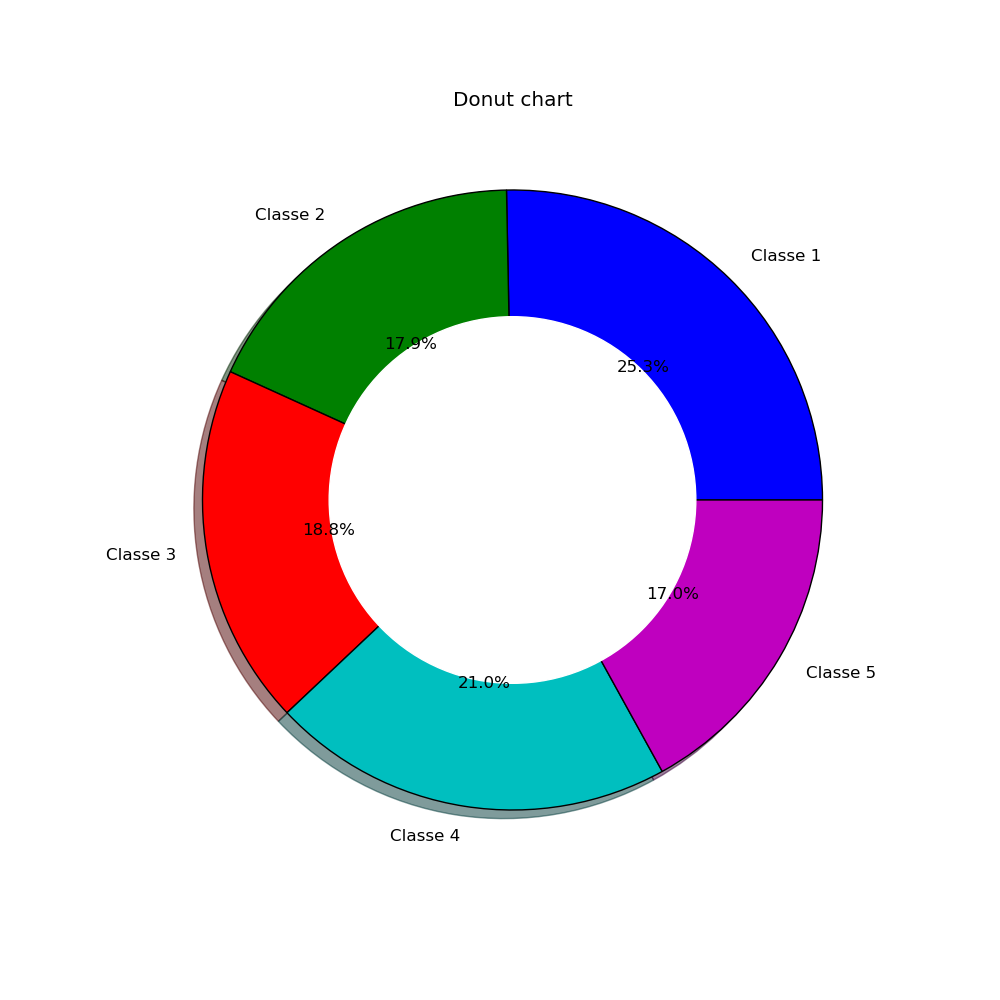 Donut chart
Classe 1
25.3%
Classe 2
17.9%
Classe 3
18.8%
Classe 4
21.0%
Classe 5
17.0%